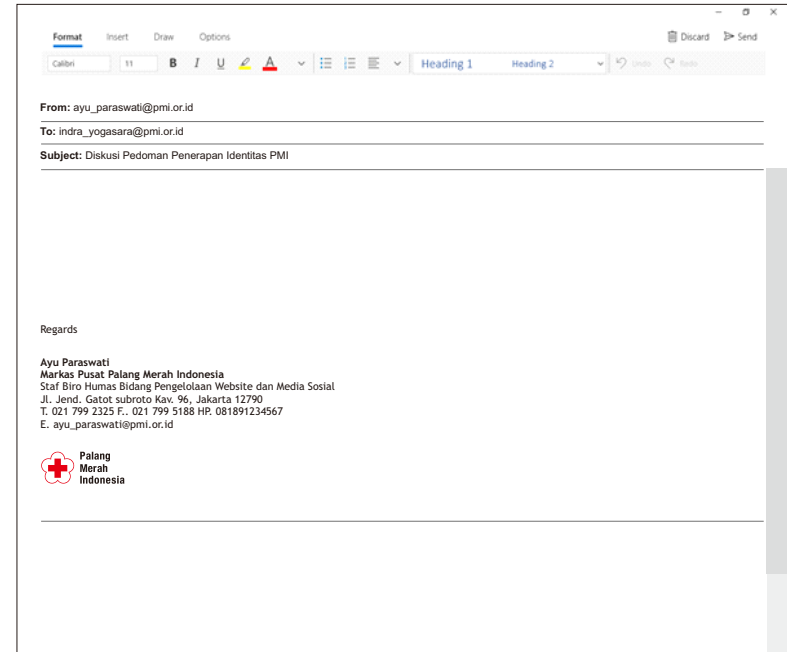 Format Insert Draw Options Discard Send
Calibri 11 B I U A Heading 1 Heading 2 Undo Redo
From: ayu_paraswati@pmi.or.id
To: indra_yogasara@pmi.or.id
Subject: Diskusi Pedoman Penerapan Identitas PMI
Regards
Ayu Paraswati
Markas Pusat Palang Merah Indonesia
Staf Biro Humas Bidang Pengelolaan Website dan Media Sosial
Jl. Jend. Gatot subroto Kav. 96, Jakarta 12790
T. 021 799 2325 F.. 021 799 5188 HP. 081891234567
E. ayu_paraswati@pmi.or.id
Palang
Merah
Indonesia